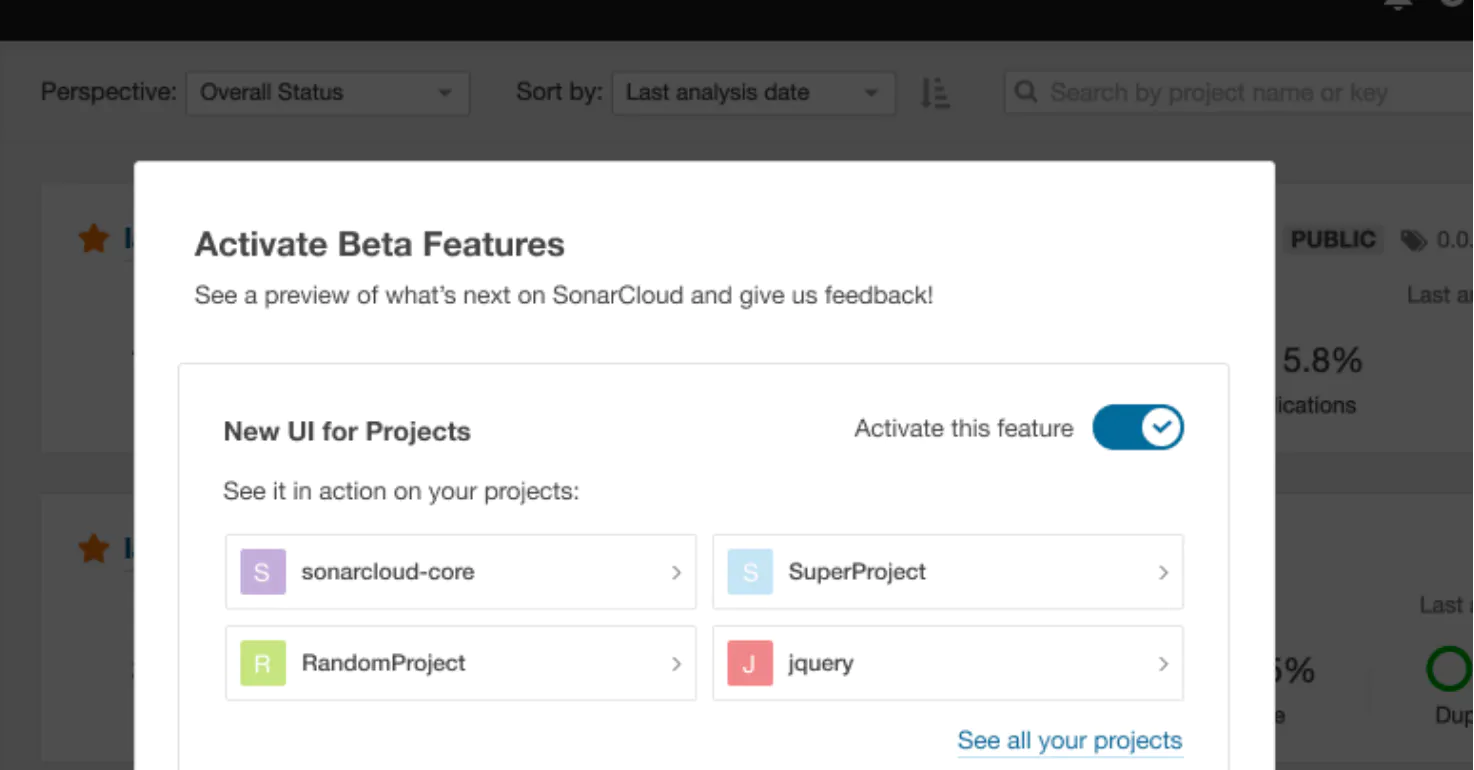 Perspective: Overall Status Sort by: Last analysis date Search by project name or key
PUBLIC 0.0.
Activate Beta Features
See a preview of what’s next on SonarCloud and give us feedback!
Last
5.8%
New UI for Projects Activate this feature
See it in action on your projects:
S sonarcloud-core
S SuperProject
R RandomProject
J jquery
See all your projects
Last
%